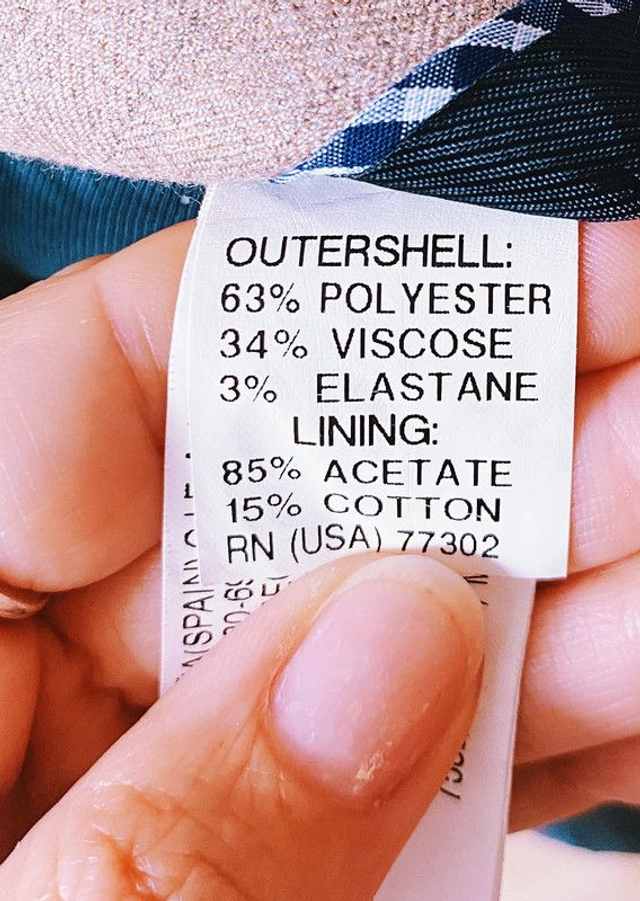 OUTERSHELL:
63% POLYESTER
34% VISCOSE
3% ELASTANE
LINING:
85% ACETATE
15% COTTON
RN (USA) 77302